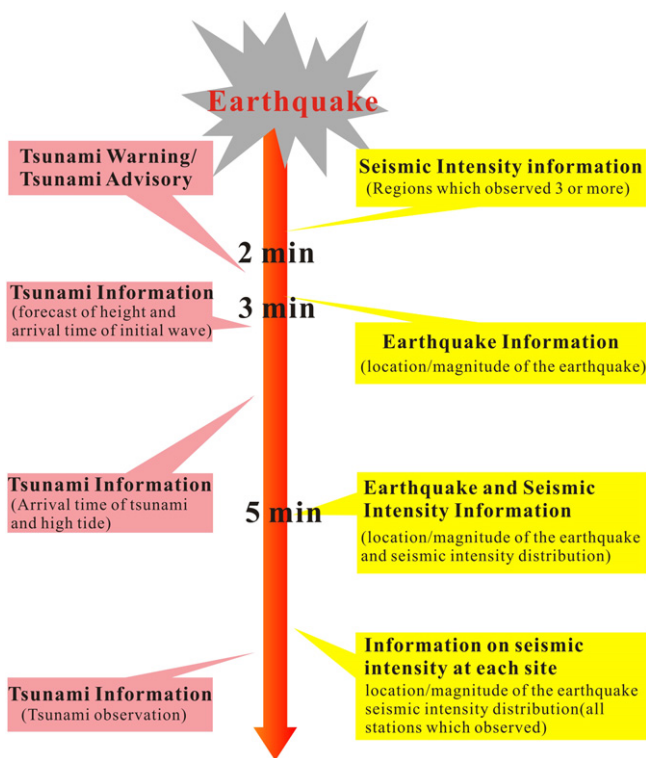 Earthquake
Tsunami Warning/
Tsunami Advisory
Seismic Intensity information
(Regions which observed 3 or more)
2 min
Tsunami Information
(forecast of height and
arrival time of initial wave)
3 min
Earthquake Information
(location/magnitude of the earthquake)
Tsunami Information
(Arrival time of tsunami
and high tide)
5 min
Earthquake and Seismic
Intensity Information
(location/magnitude of the earthquake
and seismic intensity distribution)
Information on seismic
intensity at each site
location/magnitude of the earthquake
seismic intensity distribution(all
stations which observed)
Tsunami Information
(Tsunami observation)